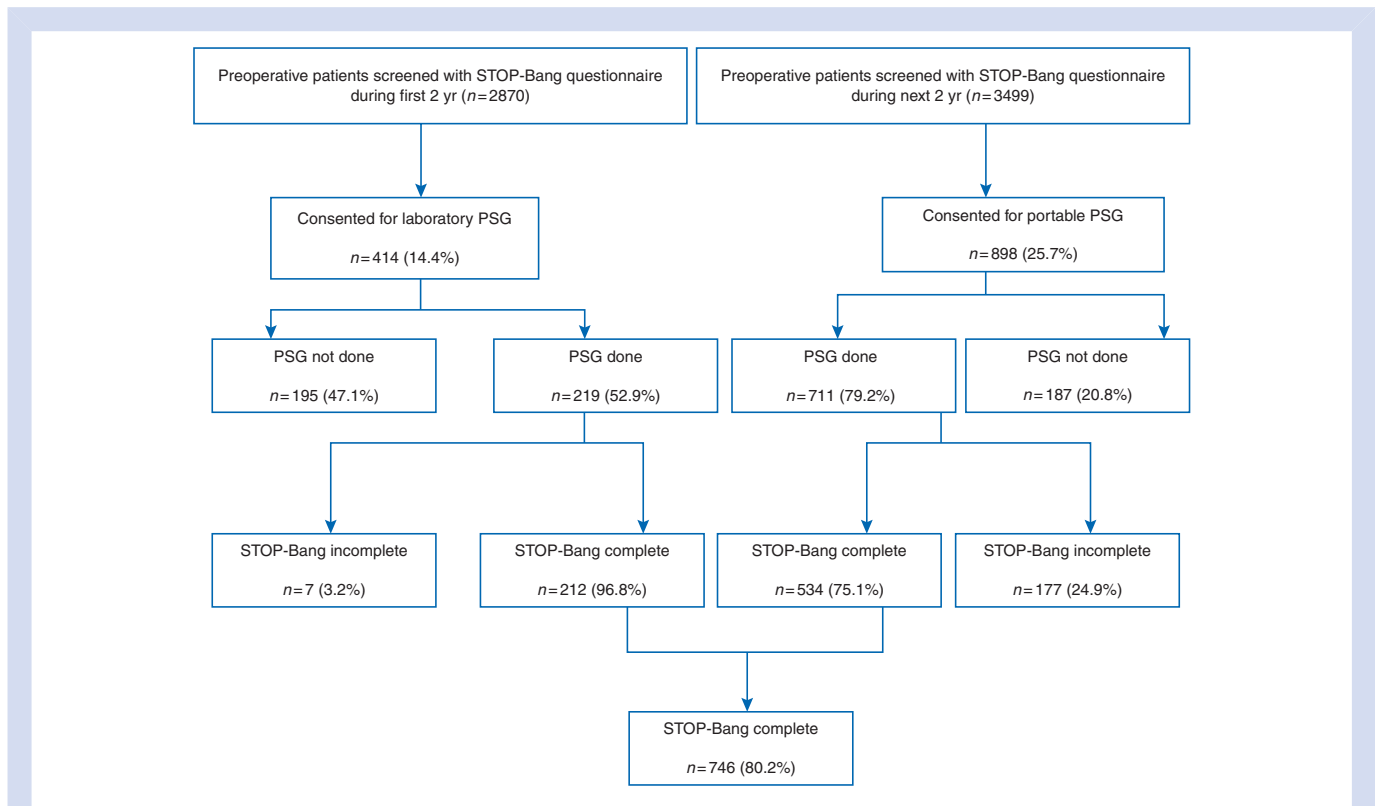 Preoperative patients screened with STOP-Bang questionnaire
during first 2 yr (n=2870)
Preoperative patients screened with STOP-Bang questionnaire
during next 2 yr (n=3499)
Consented for laboratory PSG
n=414 (14.4%)
Consented for portable PSG
n=898 (25.7%)
PSG not done
n=195 (47.1%)
PSG done
n=219 (52.9%)
PSG done
n=711 (79.2%)
PSG not done
n=187 (20.8%)
STOP-Bang incomplete
n=7 (3.2%)
STOP-Bang complete
n=212 (96.8%)
STOP-Bang complete
n=534 (75.1%)
STOP-Bang incomplete
n=177 (24.9%)
STOP-Bang complete
n=746 (80.2%)